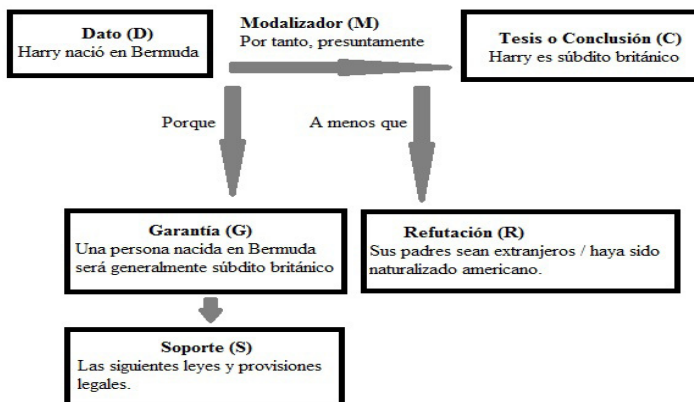 Dato (D)
Harry nació en Bermuda
Modalizador (M)
Por tanto, presuntamente
Tesis o Conclusión (C)
Harry es súbdito británico
Porque
A menos que
Garantía (G)
Una persona nacida en Bermuda
será generalmente súbdito británico
Refutación (R)
Sus padres sean extranjeros / haya sido
naturalizado americano.
Soporte (S)
Las siguientes leyes y provisiones
legales.